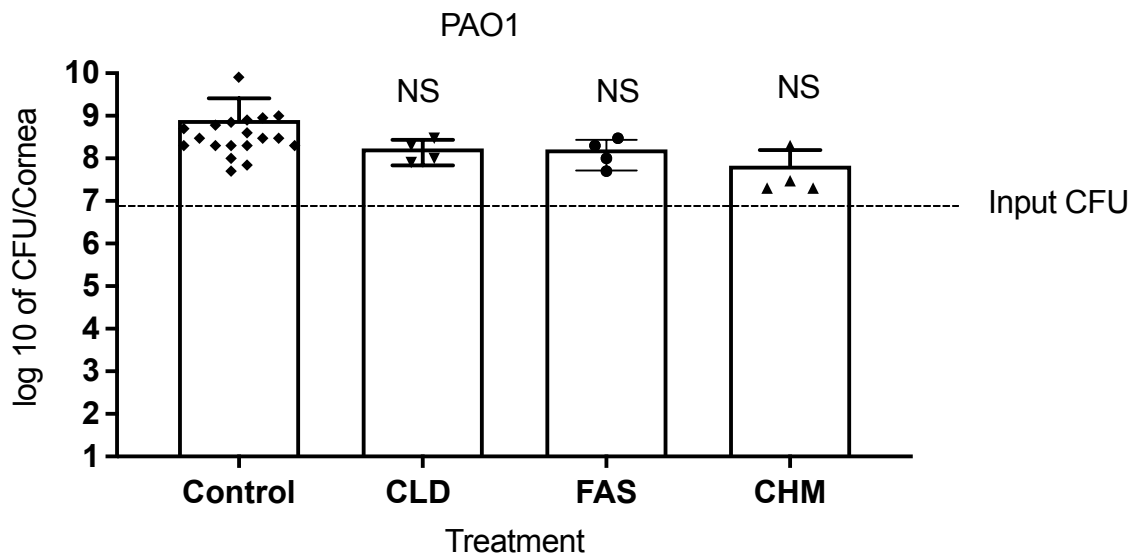 PAO1
log 10 of CFU/Cornea
10
9
8
7
6
5
4
3
2
1
NS
NS
NS
Input CFU
Control
CLD
FAS
CHM
Treatment